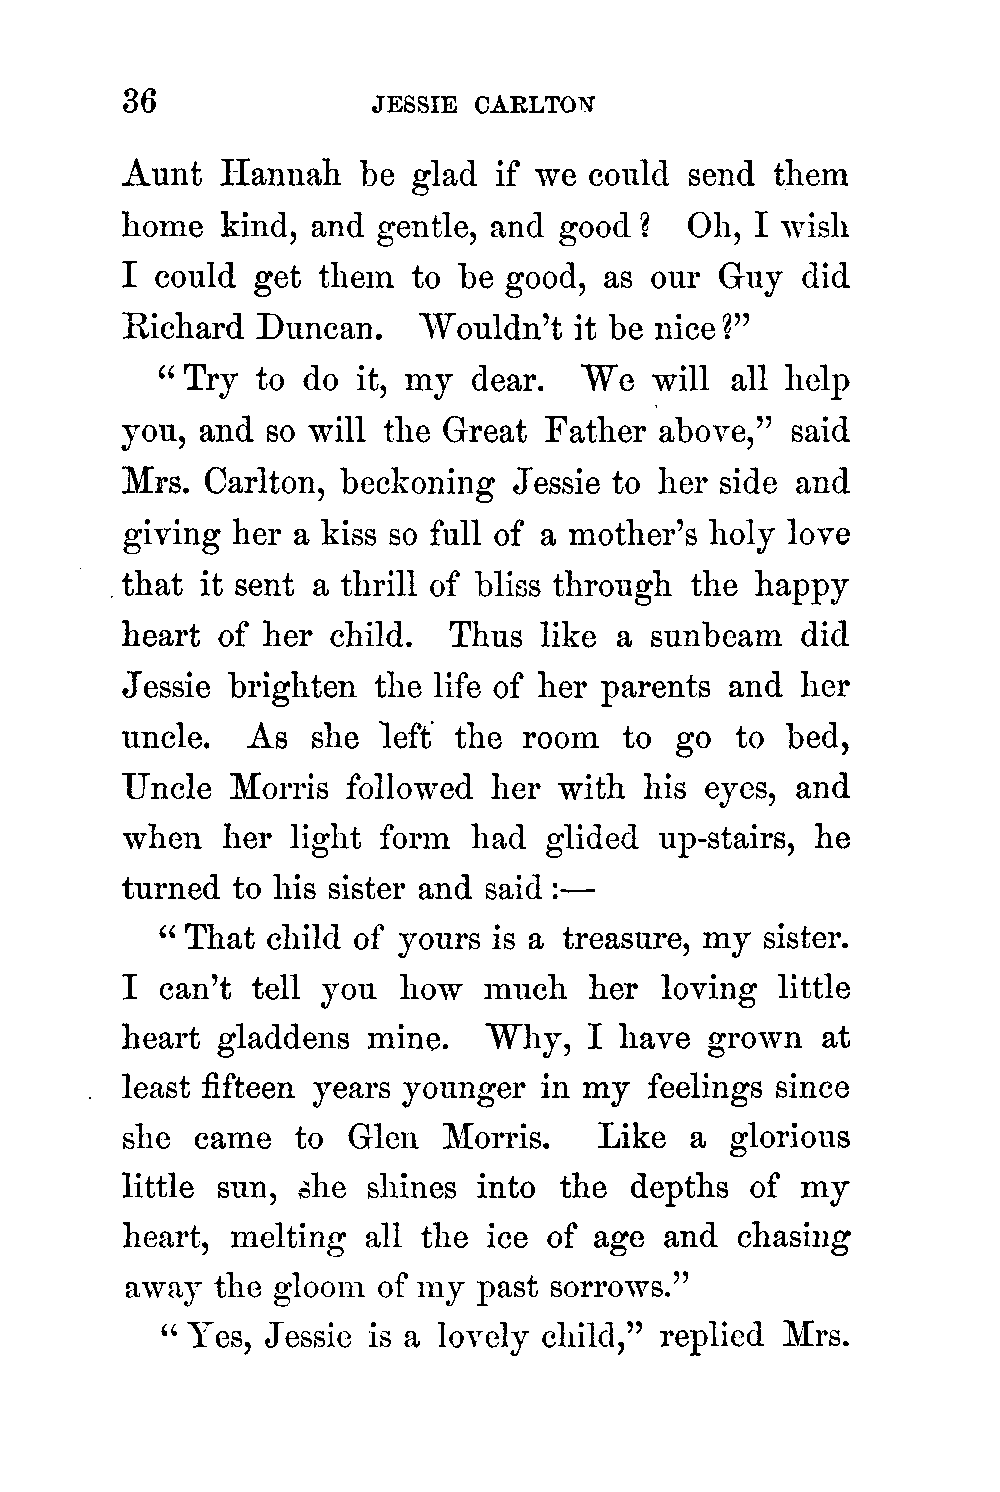 36 JESSIE CARLTON
Aunt Hannah be glad if we could send them
home kind, and gentle, and good? Oh, I wish
I could get them to be good, as our Guy did
Richard Duncan. Wouldn't it be nice?"
"Try to do it, my dear. We will all help
you, and so will the Great Father above," said
Mrs. Carlton, beckoning Jessie to her side and
giving her a kiss so full of a mother's holy love
that it sent a thrill of bliss through the happy
heart of her child. Thus like a sunbeam did
Jessie brighten the life of her parents and her
uncle. As she left the room to go to bed,
Uncle Morris followed her with his eyes, and
when her light form had glided up-stairs, he
turned to his sister and said:—
"That child of yours is a treasure, my sister.
I can't tell you how much her loving little
heart gladdens mine. Why, I have grown at
least fifteen years younger in my feelings since
she came to Glen Morris. Like a glorious
little sun, she shines into the depths of my
heart, melting all the ice of age and chasing
away the gloom of my past sorrows."
"Yes, Jessie is a lovely child," replied Mrs.